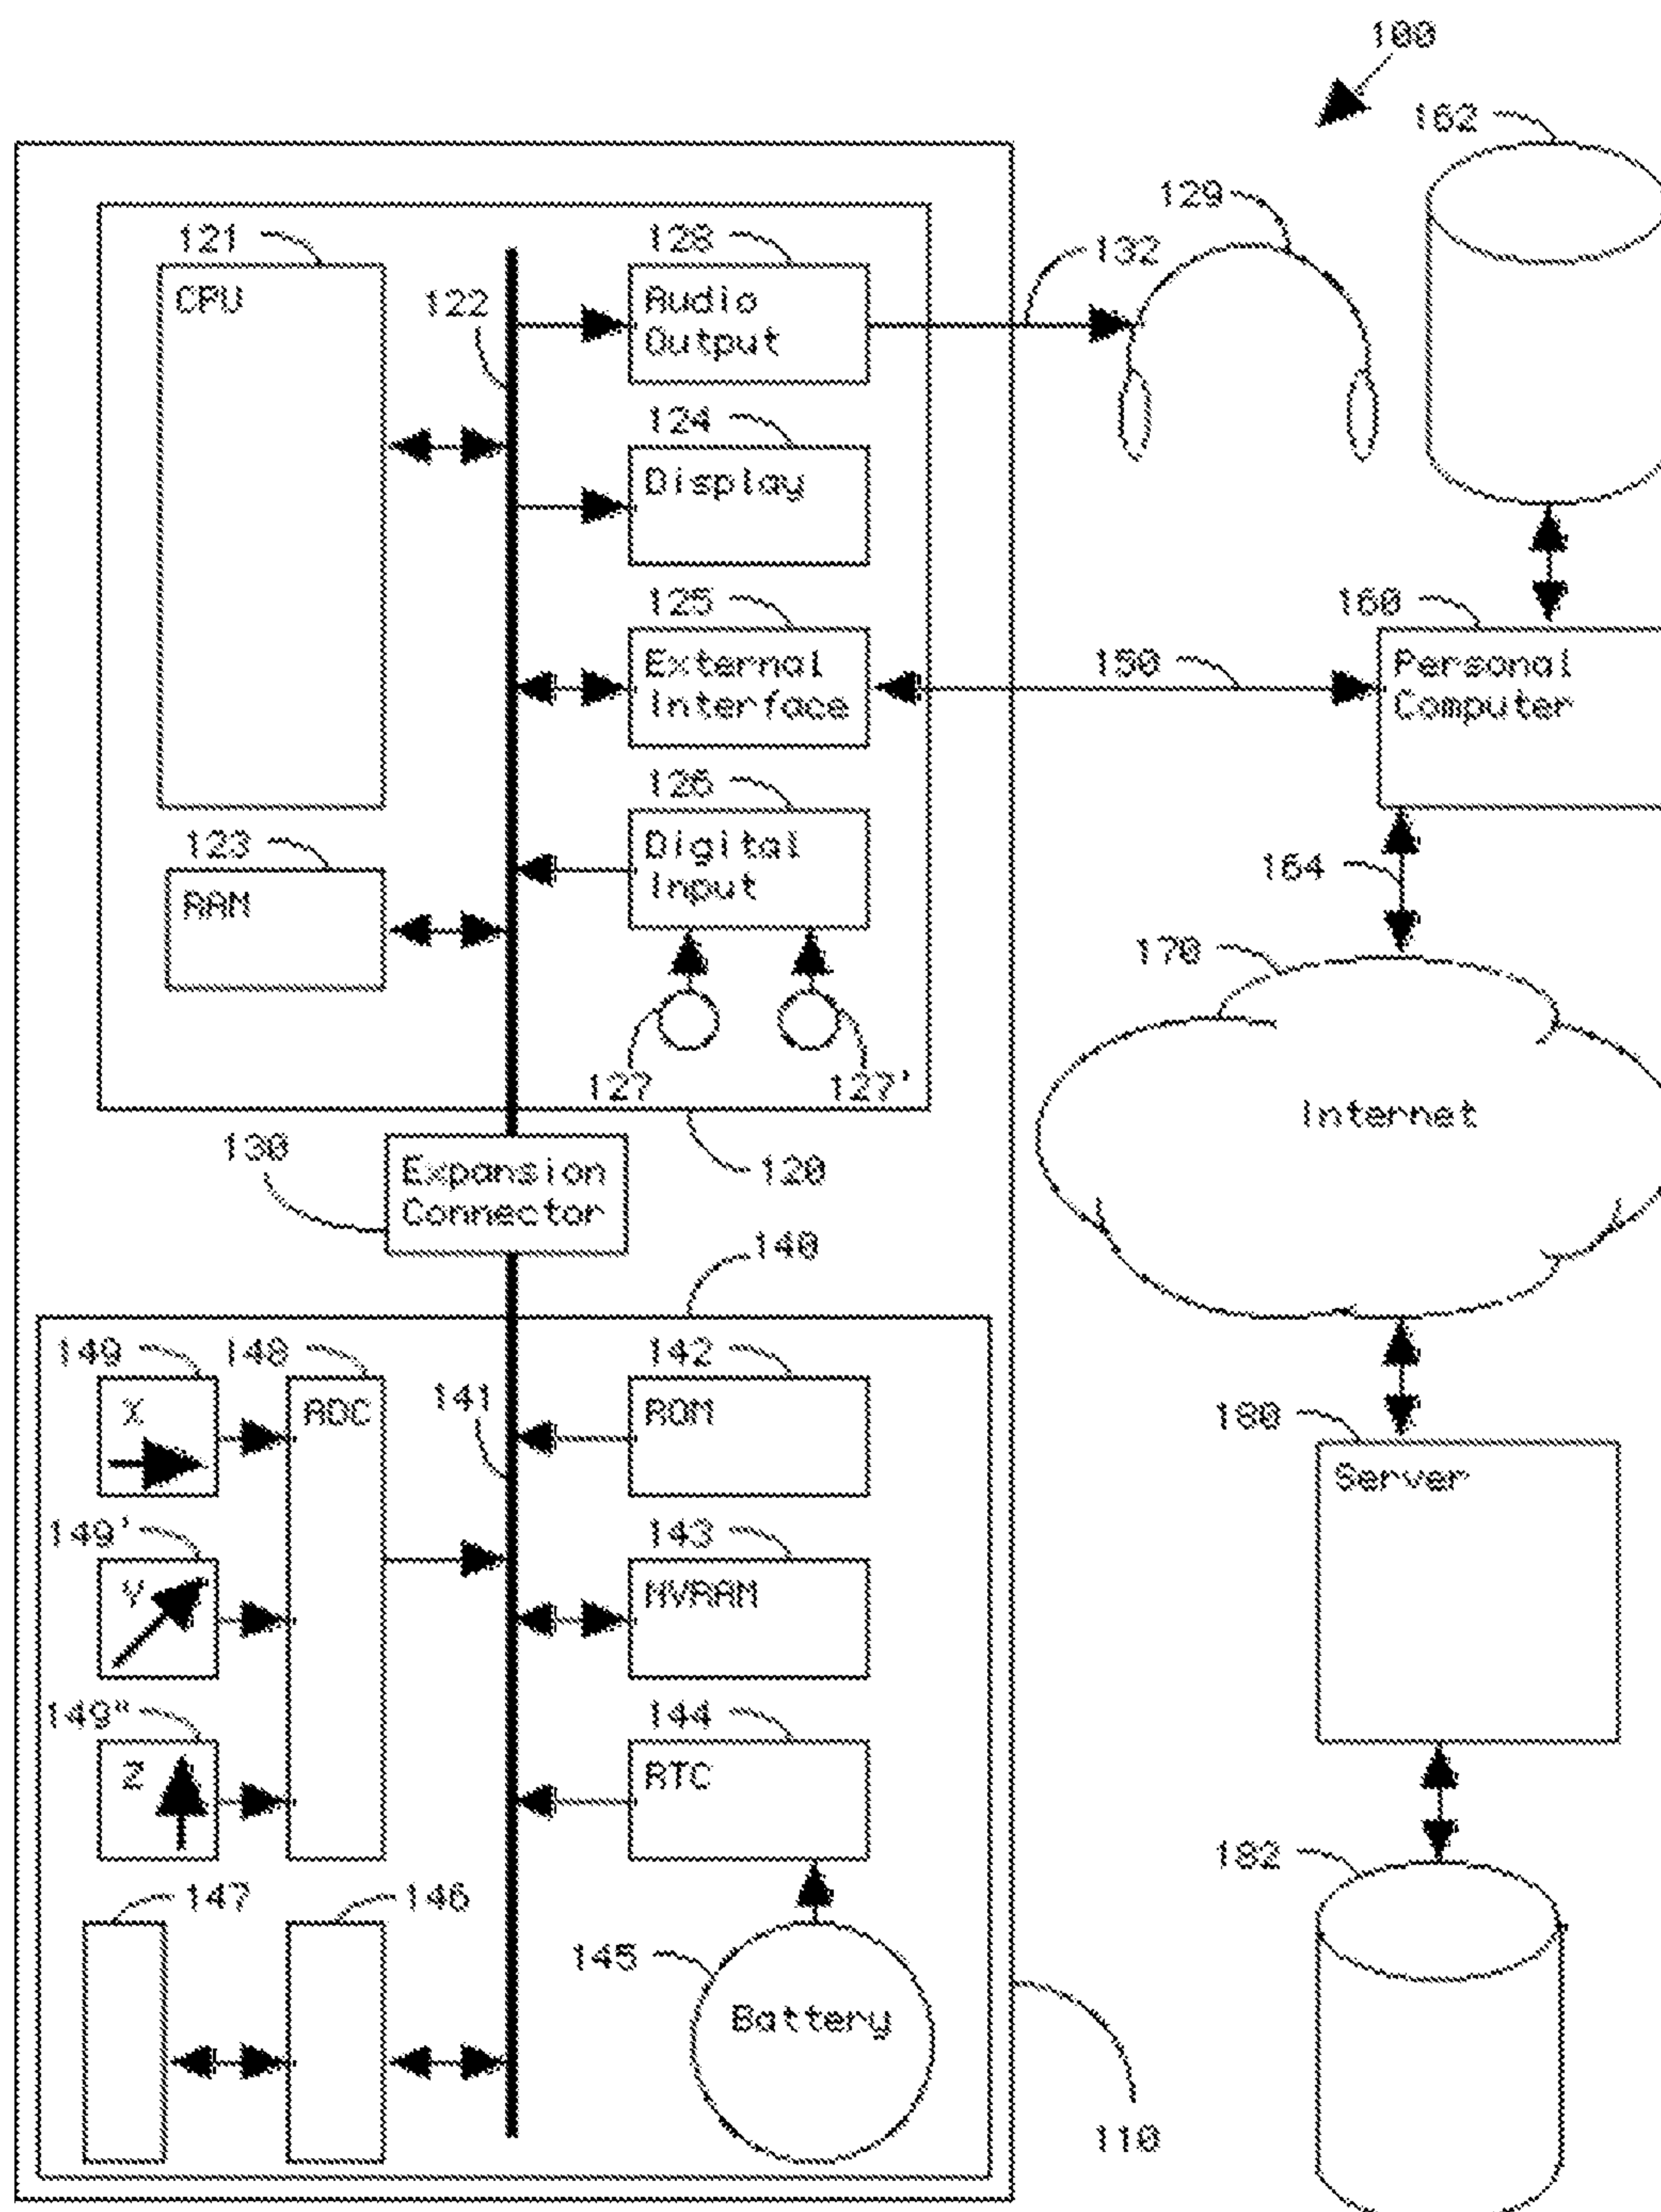 100
162
129
121
128
132
CPU
122
Audio
Output
124
Display
125
160
External
Interface
150
Personal
Computer
126
123
Digital
Input
164
RAM
170
127
127'
Internet
130
120
Expansion
Connector
140
149
148
142
141
X
ADC
ROM
180
Server
149'
143
Y
NVRAM
149"
144
Z
RTC
182
147
146
145
Battery
110